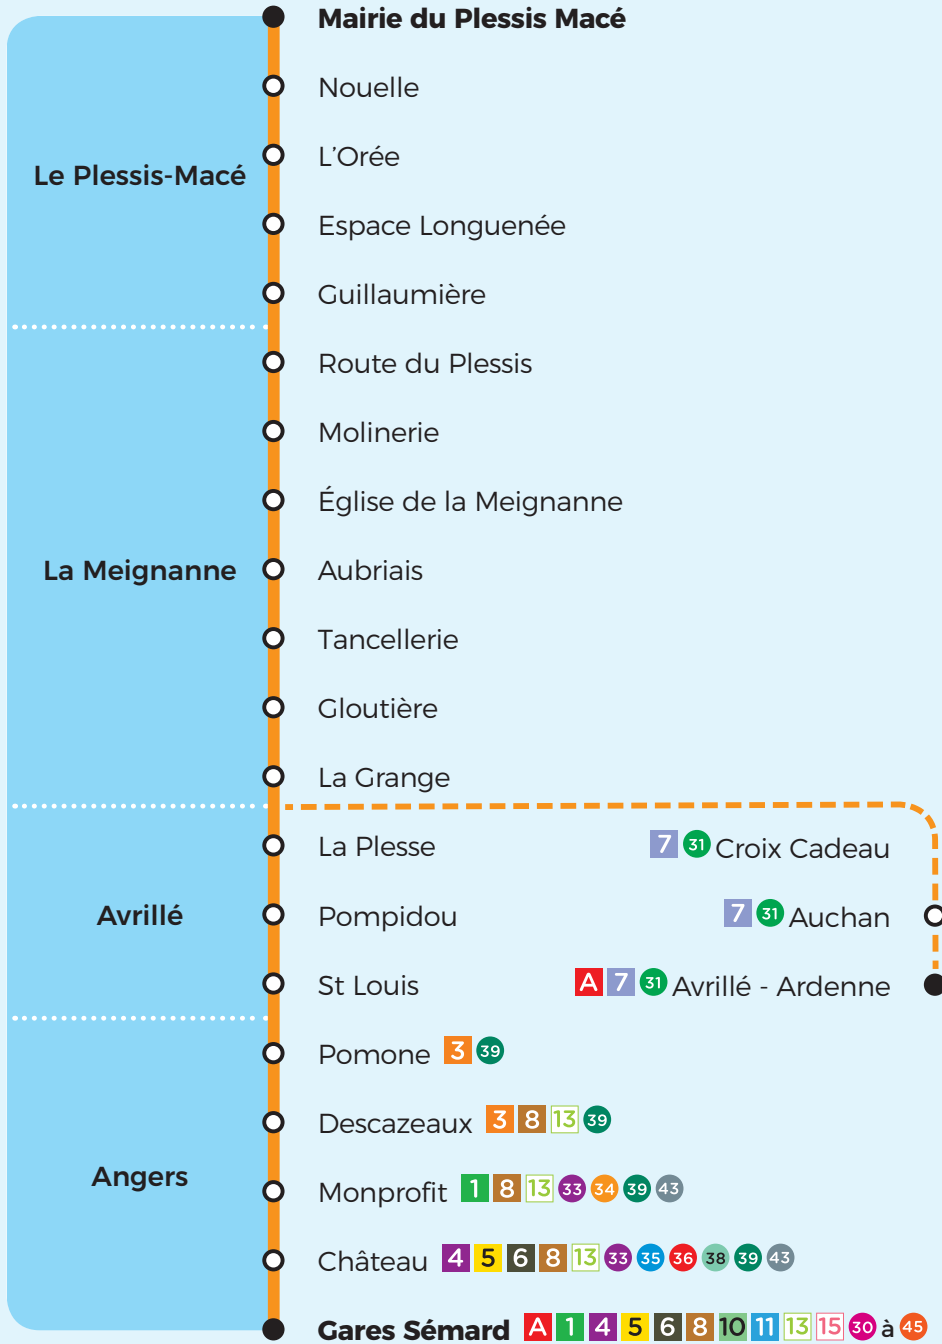 Mairie du Plessis Macé
Nouelle
L'Orée
Le Plessis-Macé
Espace Longuenée
Guillaumière
Route du Plessis
Molinerie
Église de la Meignanne
La Meignanne
Aubriais
Tancellerie
Gloutière
La Grange
La Plesse
7 31 Croix Cadeau
Avrillé
Pompidou
7 31 Auchan
St Louis
A 7 31 Avrillé - Ardenne
Pomone 3 39
Descazeaux 3 8 13 39
Angers
Monprofit 1 8 13 33 34 39 43
Château 4 5 6 8 13 33 35 36 38 39 43
Gares Sémard A 1 4 5 6 8 10 11 13 15 30 à 45